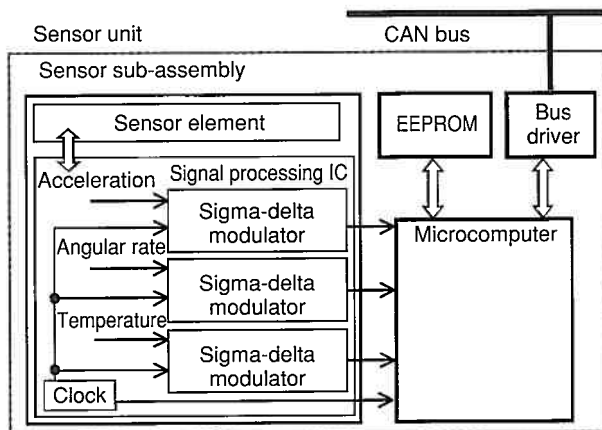 Sensor unit
CAN bus
Sensor sub-assembly
Sensor element
EEPROM
Bus
driver
Acceleration
Signal processing IC
Sigma-delta
modulator
Microcomputer
Angular rate
Sigma-delta
modulator
Temperature
Sigma-delta
modulator
Clock